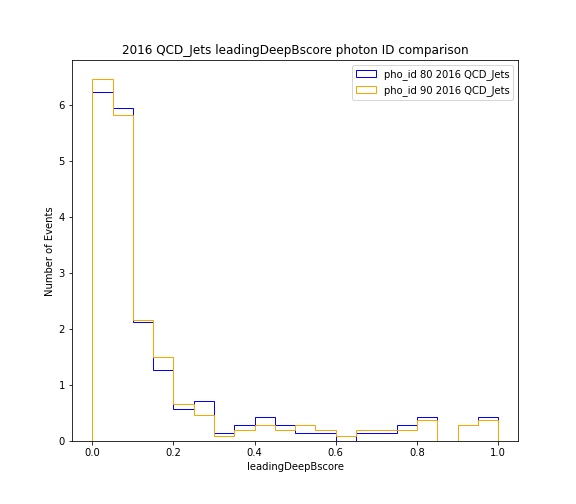 2016 QCD_Jets leadingDeepBscore photon ID comparison
pho_id 80 2016 QCD_Jets
pho_id 90 2016 QCD_Jets
Number of Events
6
5
4
3
2
1
0
0.0 0.2 0.4 0.6 0.8 1.0
leadingDeepBscore